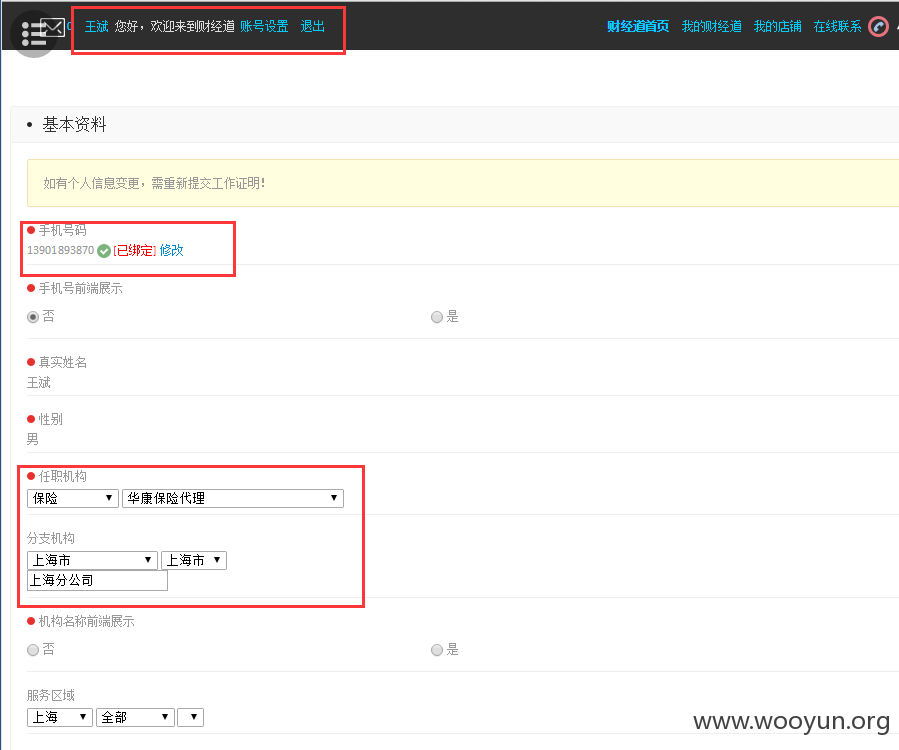 王斌 您好，欢迎来到财经道 账号设置 退出 财经道首页 我的财经道 我的店铺 在线联系
• 基本资料
如有个人信息变更，需重新提交工作证明！
手机号码
13901893870 [已绑定] 修改
手机号前端展示
否 是
真实姓名
王斌
性别
男
任职机构
保险 华康保险代理
分支机构
上海市 上海市
上海分公司
机构名称前端展示
否 是
服务区域
上海 全部
www.wooyun.org